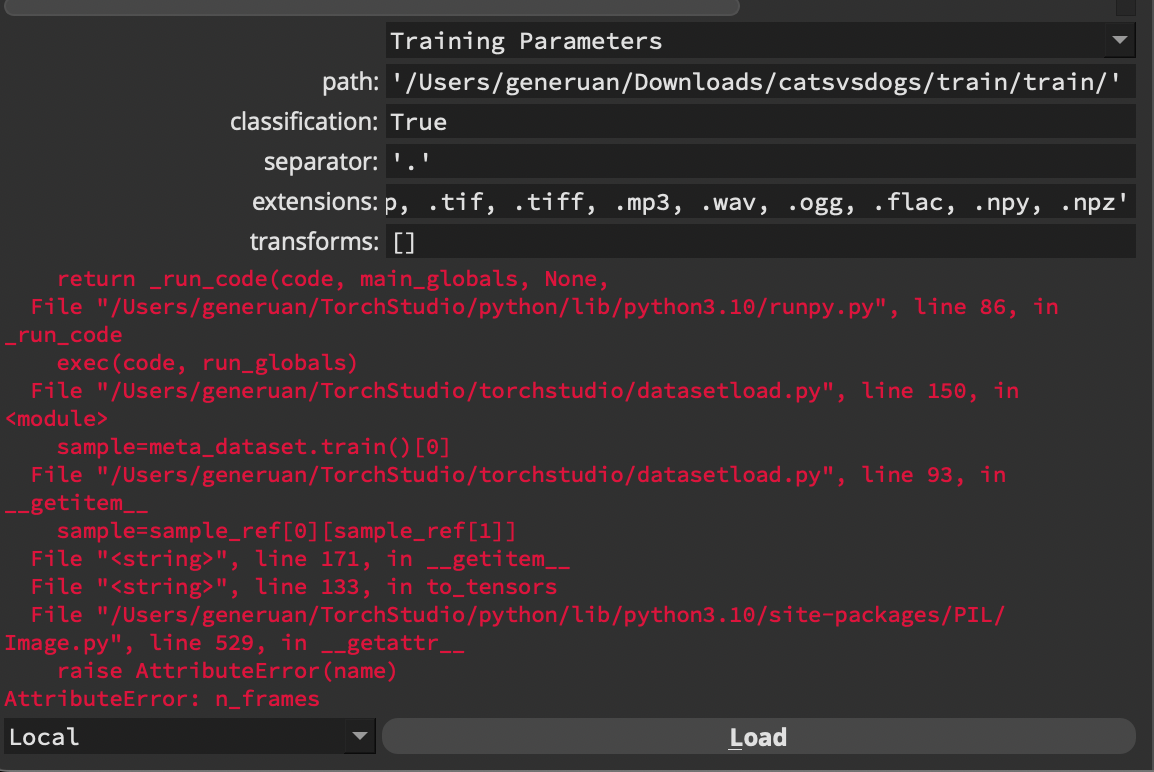 Training Parameters
path: '/Users/generuan/Downloads/catsvsdogs/train/train/'
classification: True
separator: '.'
extensions: p, .tif, .tiff, .mp3, .wav, .ogg, .flac, .npy, .npz'
transforms: []
return _run_code(code, main_globals, None,
File "/Users/generuan/TorchStudio/python/lib/python3.10/runpy.py", line 86, in
_run_code
exec(code, run_globals)
File "/Users/generuan/TorchStudio/torchstudio/datasetload.py", line 150, in
<module>
sample=meta_dataset.train()[0]
File "/Users/generuan/TorchStudio/torchstudio/datasetload.py", line 93, in
__getitem__
sample=sample_ref[0][sample_ref[1]]
File "<string>", line 171, in __getitem__
File "<string>", line 133, in to_tensors
File "/Users/generuan/TorchStudio/python/lib/python3.10/site-packages/PIL/
Image.py", line 529, in __getattr__
raise AttributeError(name)
AttributeError: n_frames
Local
Load